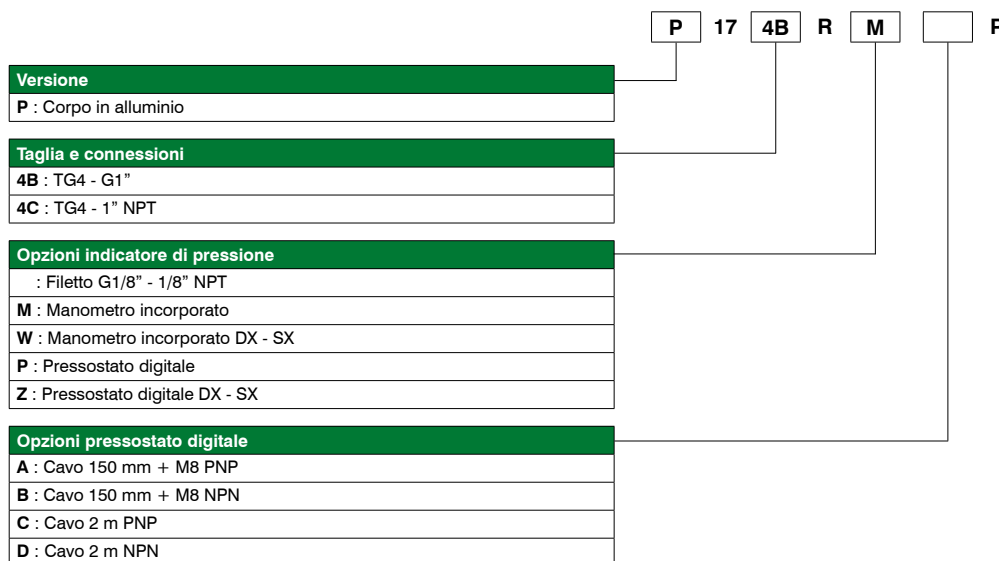 P 17 4B R M
Versione
P : Corpo in alluminio
Taglia e connessioni
4B : TG4 - G1”
4C : TG4 - 1” NPT
Opzioni indicatore di pressione
: Filetto G1/8” - 1/8” NPT
M : Manometro incorporato
W : Manometro incorporato DX - SX
P : Pressostato digitale
Z : Pressostato digitale DX - SX
Opzioni pressostato digitale
A : Cavo 150 mm + M8 PNP
B : Cavo 150 mm + M8 NPN
C : Cavo 2 m PNP
D : Cavo 2 m NPN